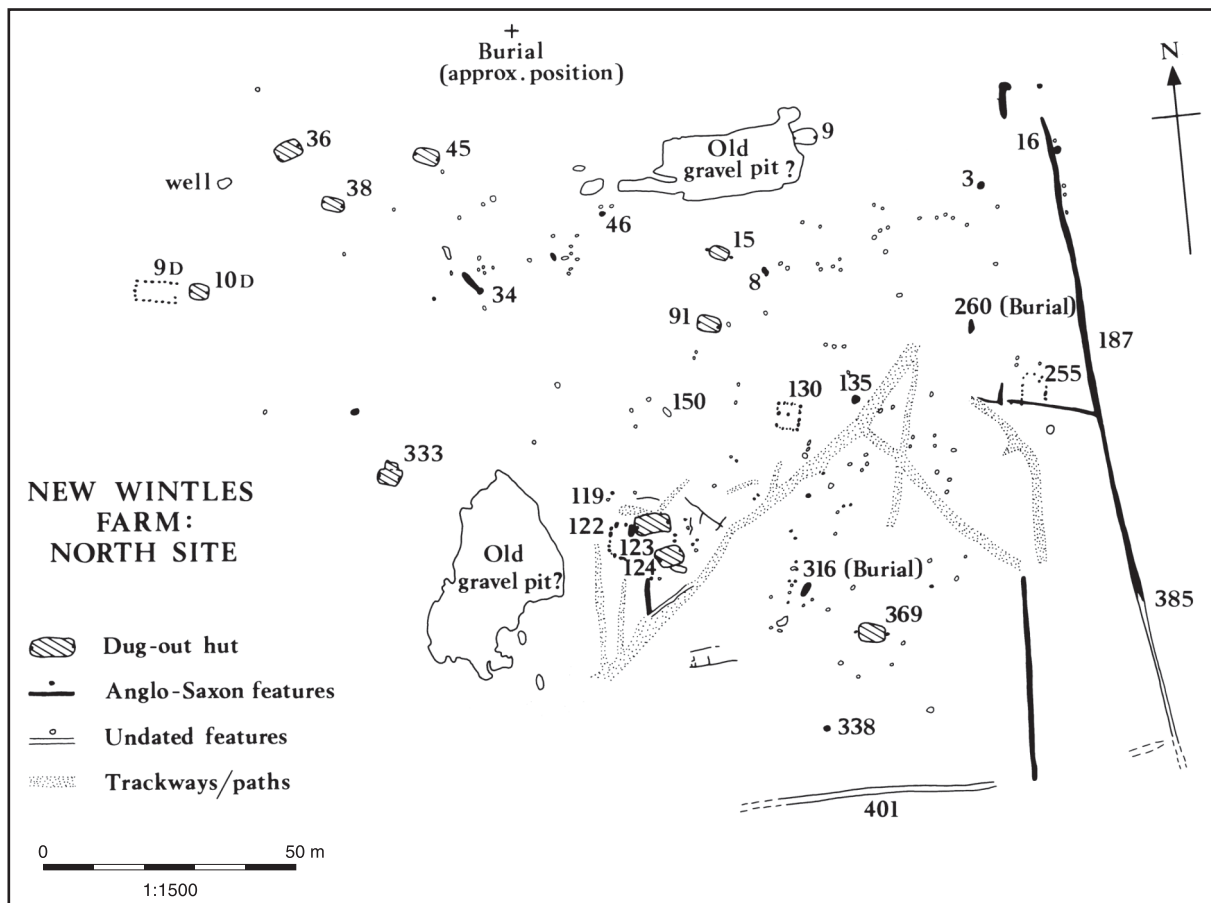 N
Burial
(approx. position)
36
45
9
Old
gravel pit ?
16
well
38
3
46
15
9D
10D
8
34
91
260 (Burial)
187
255
130
135
150
333
NEW WINTLES
FARM:
NORTH SITE
119
122
123
124
Old
gravel pit?
316 (Burial)
385
369
Dug-out hut
Anglo-Saxon features
Undated features
Trackways/paths
338
401
0
50 m
1:1500